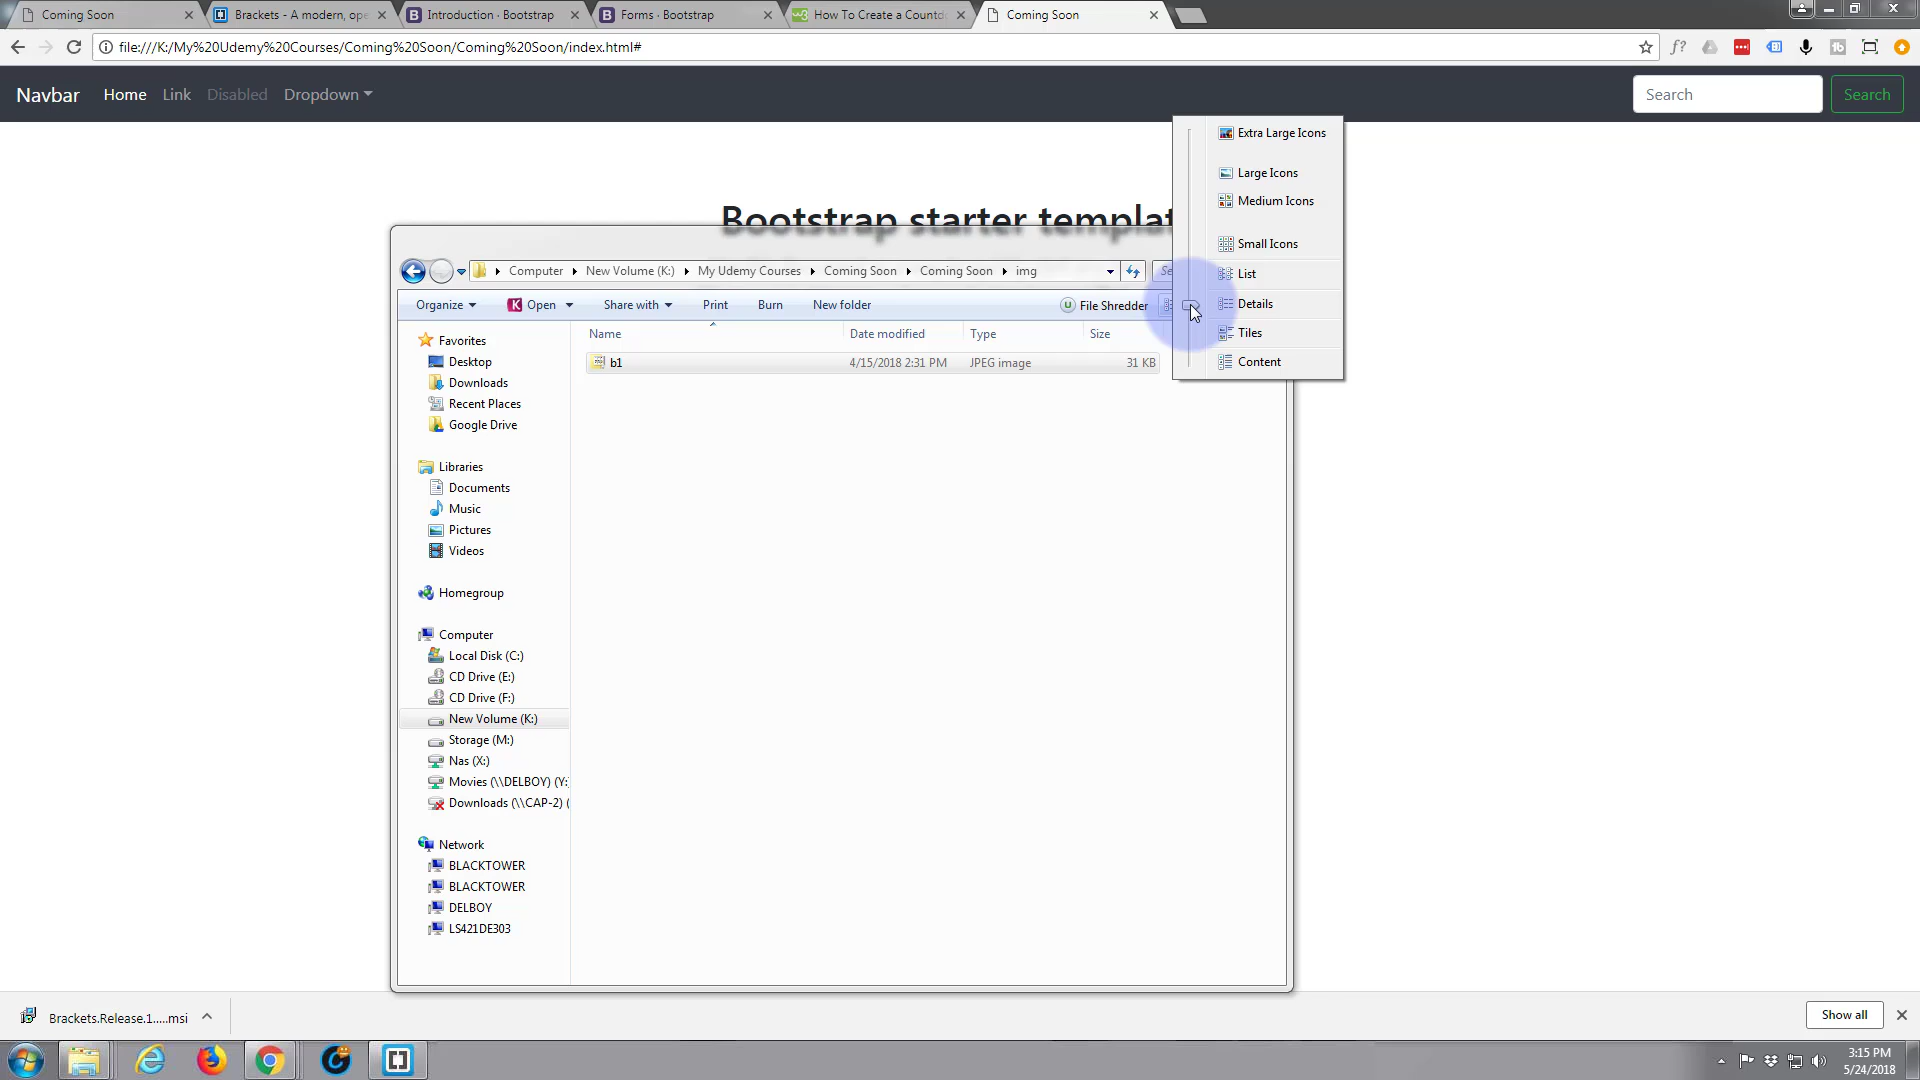 Coming Soon
Brackets - A modern, ope
Introduction · Bootstrap
Forms · Bootstrap
How To Create a Countd
Coming Soon
file:///K:/My%20Udemy%20Courses/Coming%20Soon/Coming%20Soon/index.html#
Navbar Home Link Disabled Dropdown
Search
Search
Bootstrap starter templat
Computer New Volume (K:) My Udemy Courses Coming Soon Coming Soon img
Organize Open Share with Print Burn New folder File Shredder
Name Date modified Type Size
b1 4/15/2018 2:31 PM JPEG image 31 KB
Extra Large Icons
Large Icons
Medium Icons
Small Icons
List
Details
Tiles
Content
Favorites
Desktop
Downloads
Recent Places
Google Drive
Libraries
Documents
Music
Pictures
Videos
Homegroup
Computer
Local Disk (C:)
CD Drive (E:)
CD Drive (F:)
New Volume (K:)
Storage (M:)
Nas (X:)
Movies (\\DELBOY) (Y:
Downloads (\\CAP-2) (
Network
BLACKTOWER
BLACKTOWER
DELBOY
LS421DE303
Brackets.Release.1.....msi
Show all
3:15 PM
5/24/2018